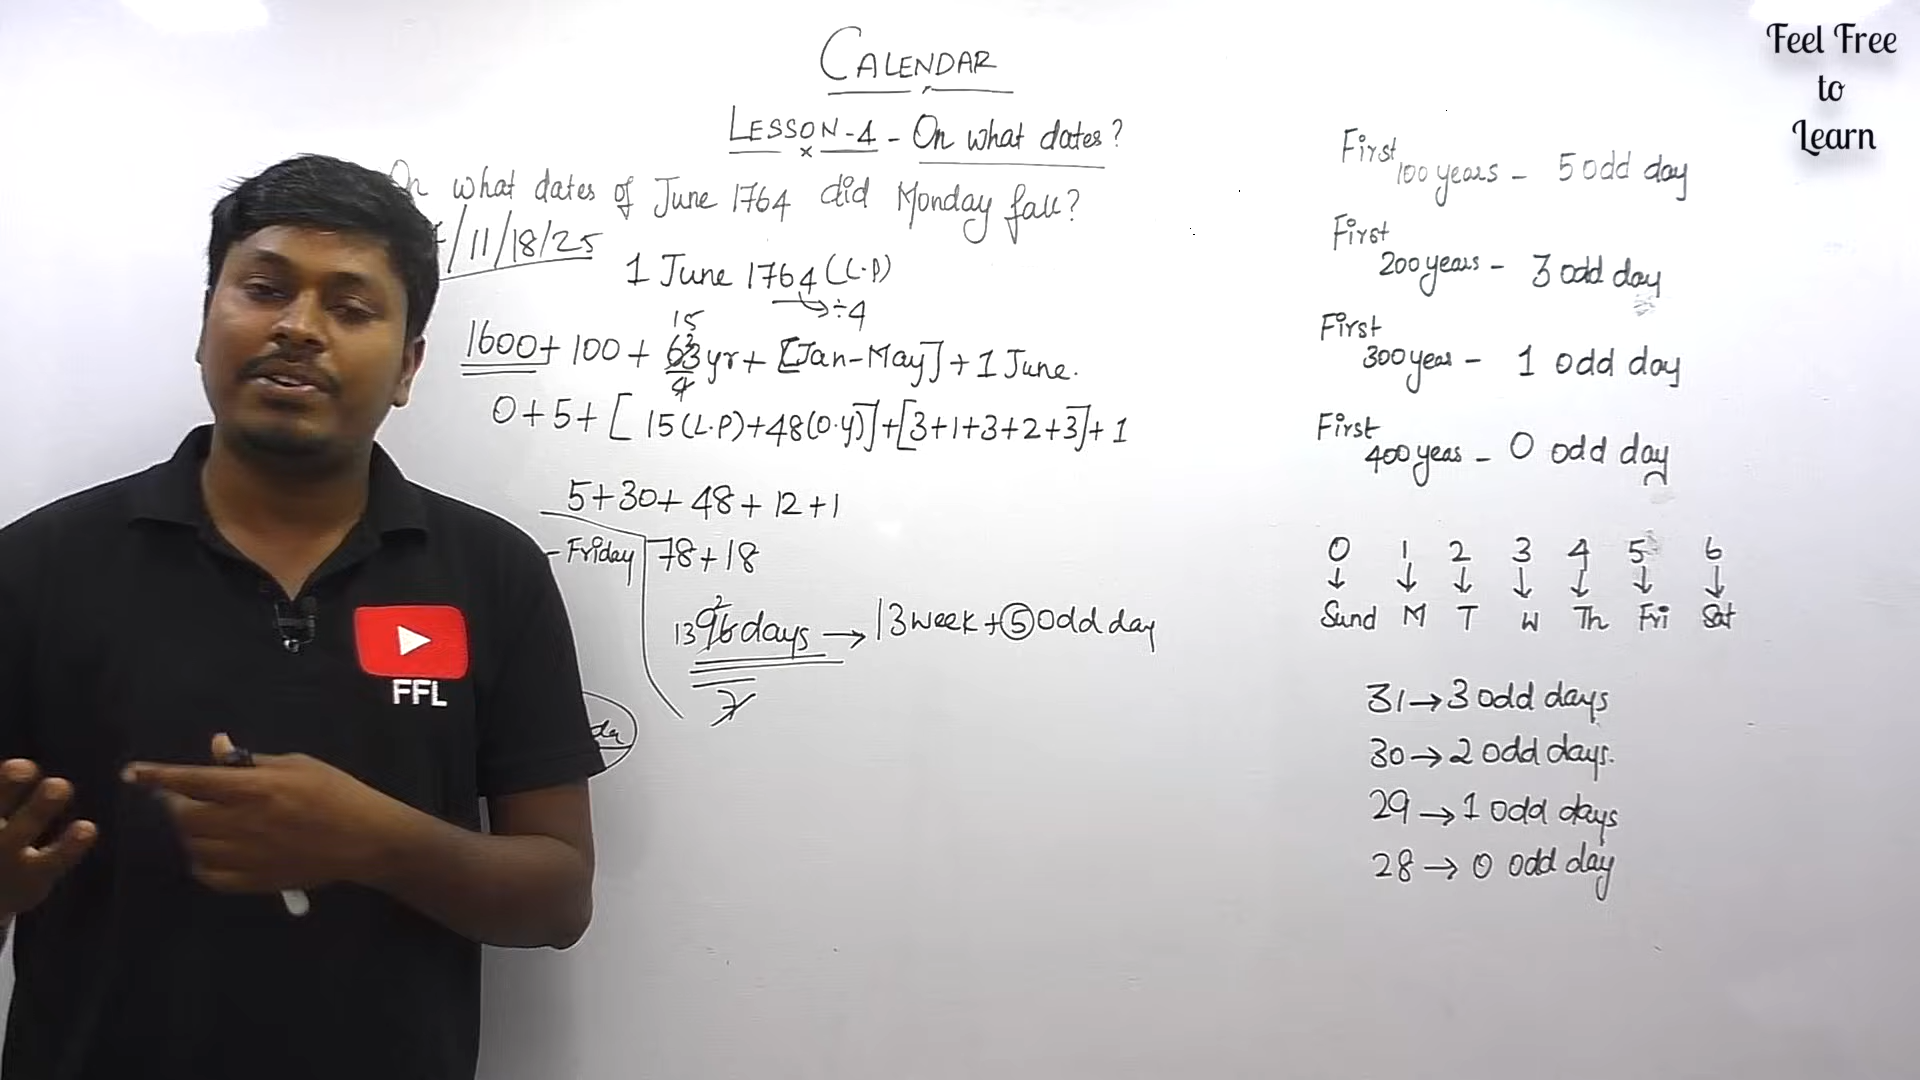 CALENDAR
LESSON-4 - On what dates?
On what dates of June 1764 did Monday fall?
/11/18/25
1 June 1764 (L.P)
÷4
15
1600 + 100 + 63 yr + [Jan-May] + 1 June.
4
0 + 5 + [15(L.P)+48(O.Y)] + [3+1+3+2+3] + 1
5+30+48+12+1
- Friday 78+18
13 96 days → 13 week + 5 odd day
7
First 100 years - 5 odd day
First 200 years - 3 odd day
First 300 year - 1 odd day
First 400 yeas - 0 odd day
0 1 2 3 4 5 6
↓ ↓ ↓ ↓ ↓ ↓ ↓
Sund M T W Th Fri Sat
31 → 3 odd days
30 → 2 odd days.
29 → 1 odd days
28 → 0 odd day
Feel Free
to
Learn
FFL